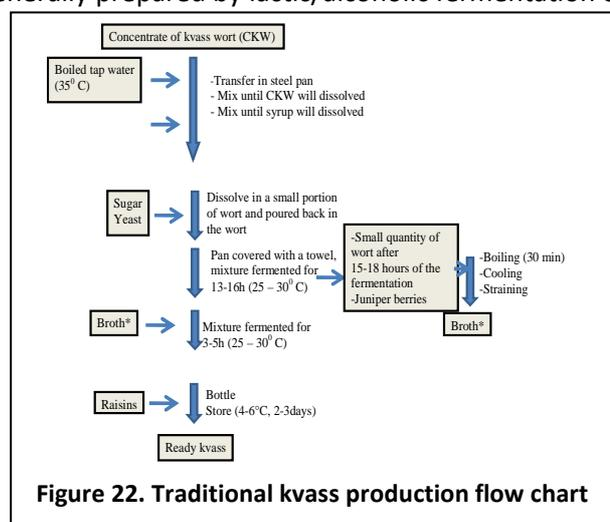 enerally prepared by lactic/alcoholic fermentation
Concentrate of kvass wort (CKW)
Boiled tap water
(35⁰ C)
-Transfer in steel pan
- Mix until CKW will dissolved
- Mix until syrup will dissolved
Sugar
Yeast
Dissolve in a small portion
of wort and poured back in
the wort
Pan covered with a towel,
mixture fermented for
13-16h (25 – 30⁰ C)
-Small quantity of
wort after
15-18 hours of the
fermentation
-Juniper berries
-Boiling (30 min)
-Cooling
-Straining
Broth*
Broth*
Mixture fermented for
3-5h (25 – 30⁰ C)
Raisins
Bottle
Store (4-6°C, 2-3days)
Ready kvass
Figure 22. Traditional kvass production flow chart